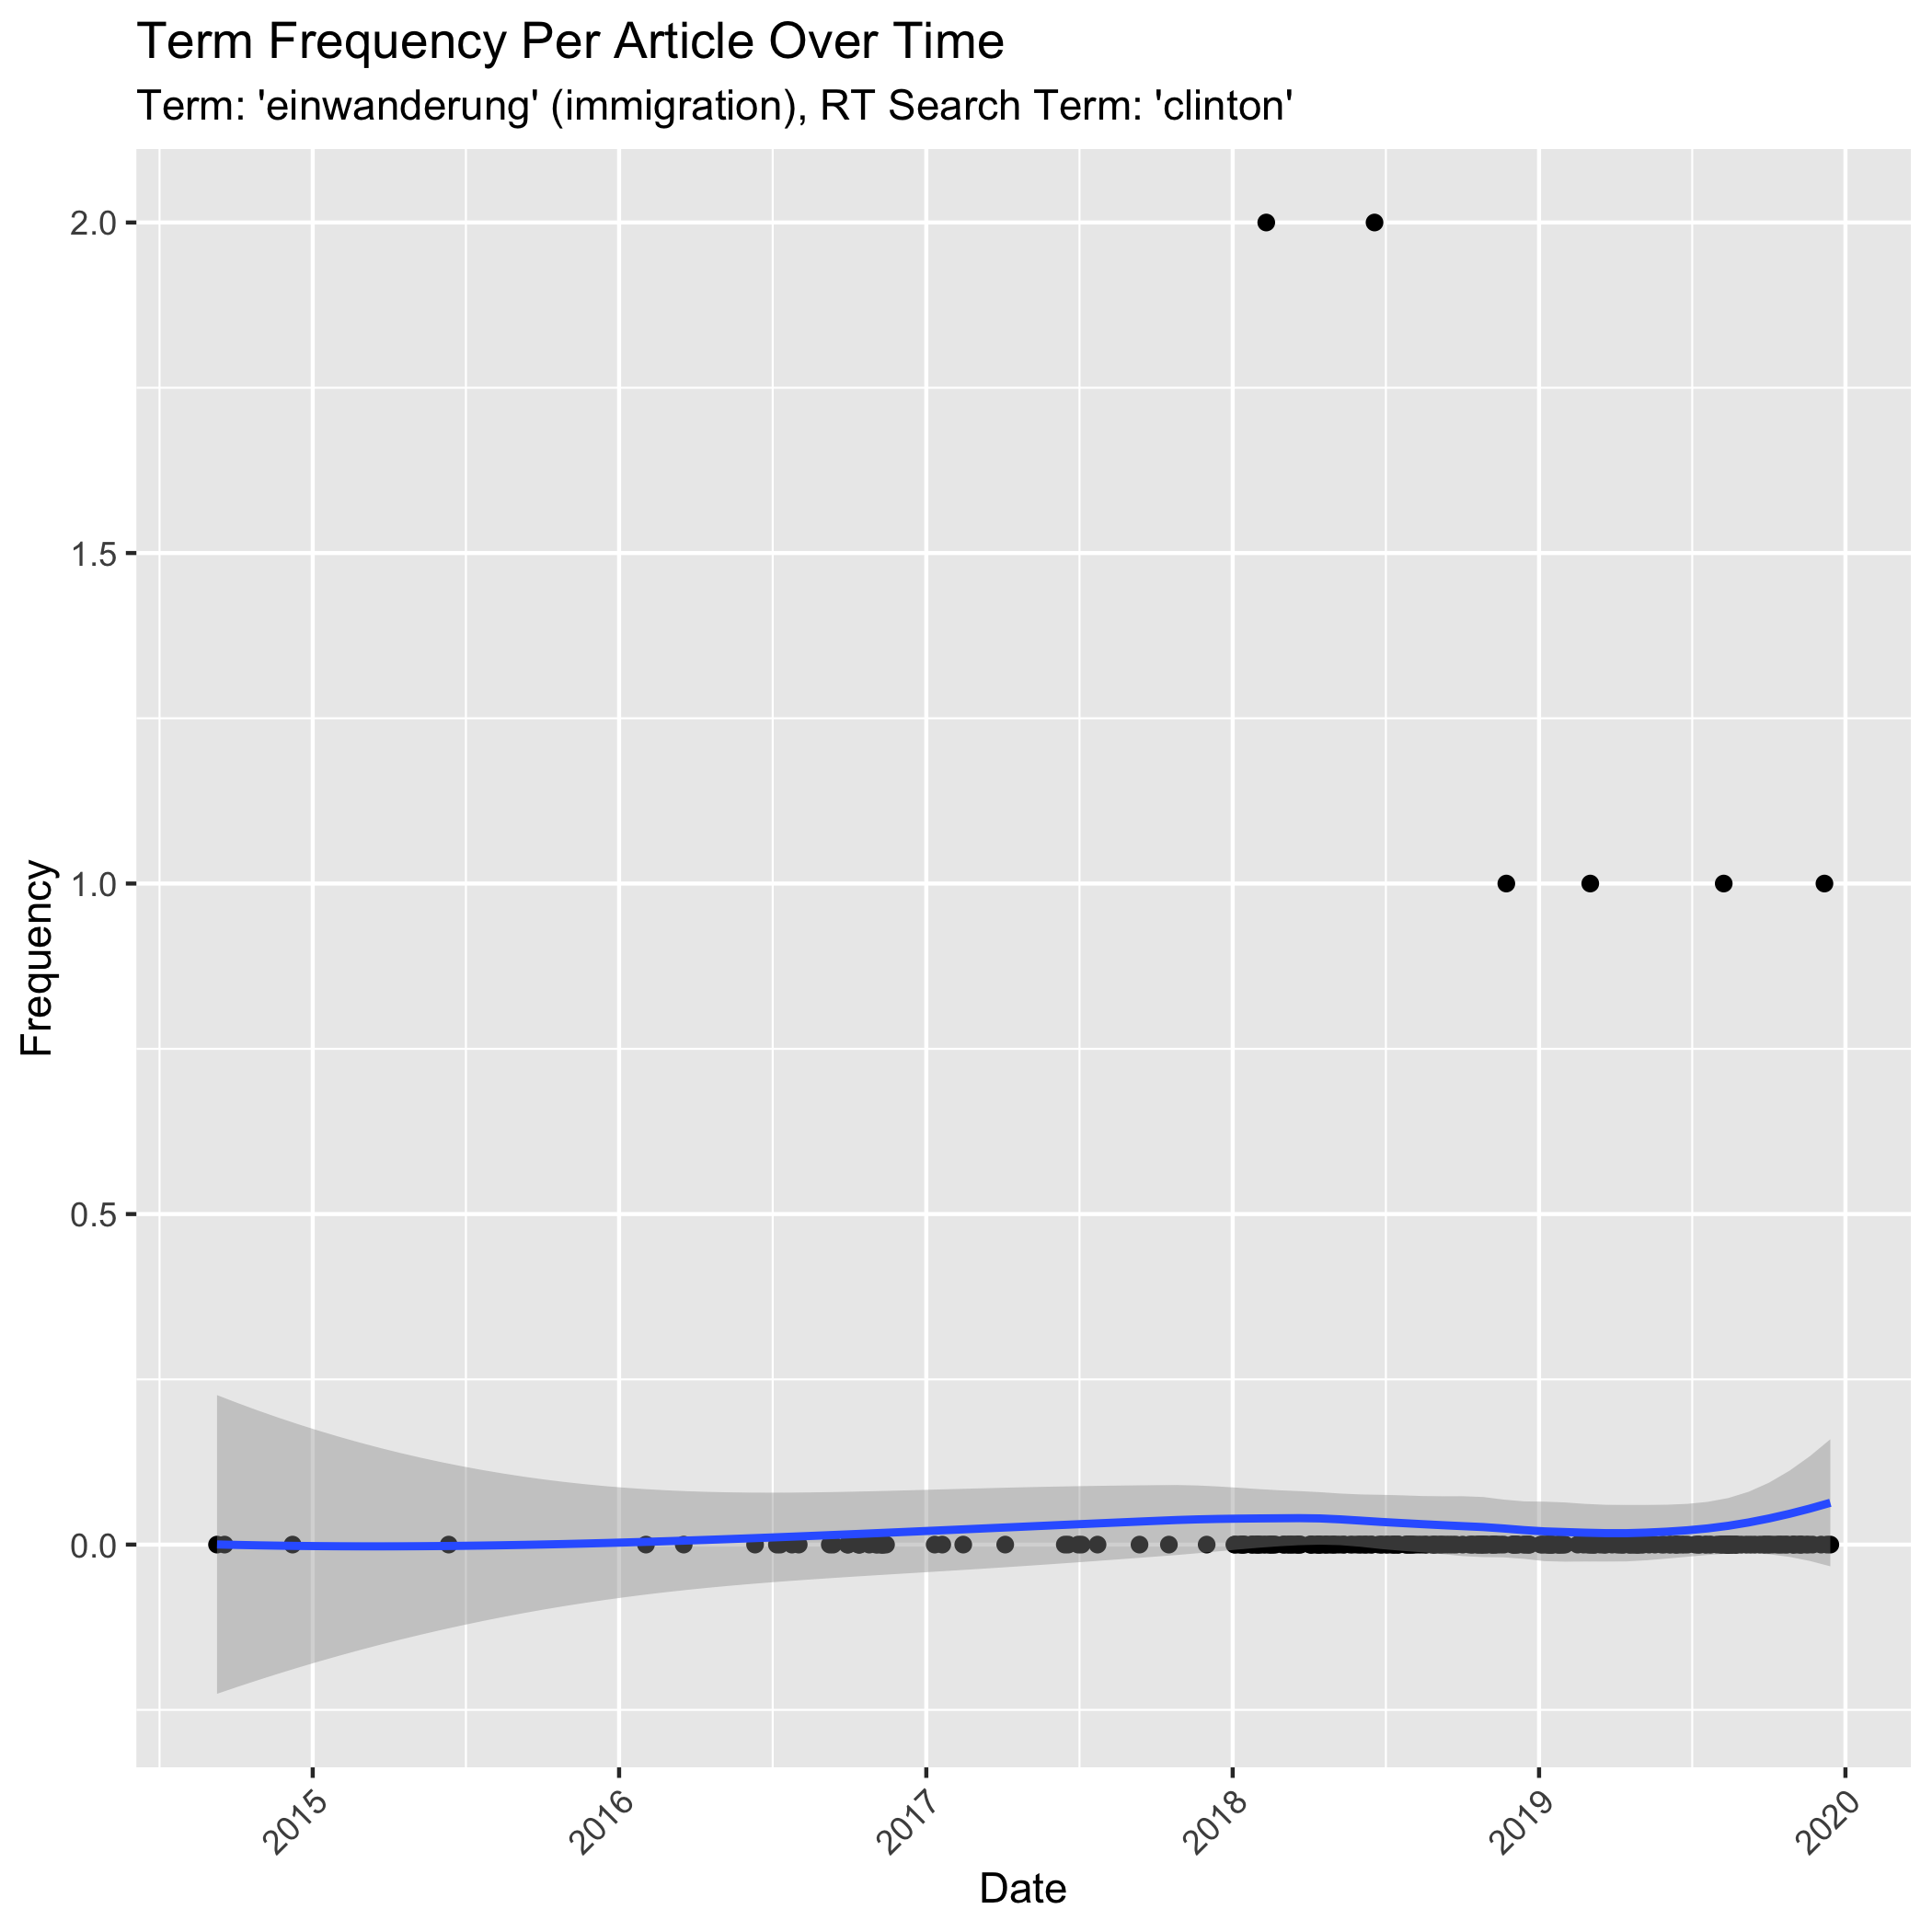 Term Frequency Per Article Over Time
Term: 'einwanderung' (immigration), RT Search Term: 'clinton'
2.0
1.5
1.0
0.5
0.0
Frequency
2015
2016
2017
2018
2019
2020
Date